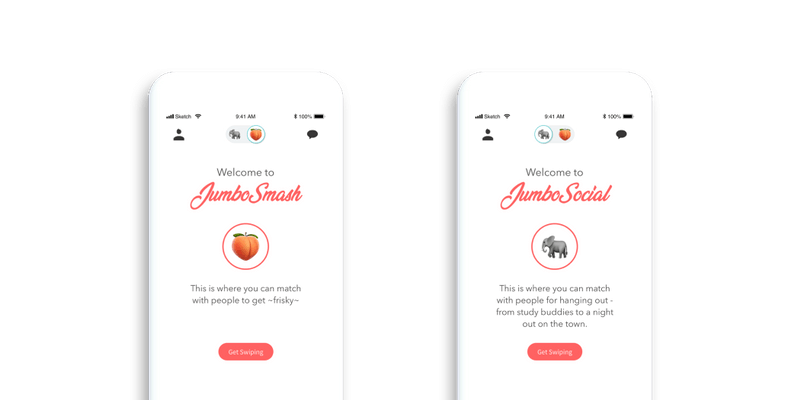 Sketch 9:41 AM 100%
Welcome to
JumboSmash
This is where you can match
with people to get ~frisky~
Get Swiping
Sketch 9:41 AM 100%
Welcome to
JumboSocial
This is where you can match
with people for hanging out -
from study buddies to a night
out on the town.
Get Swiping